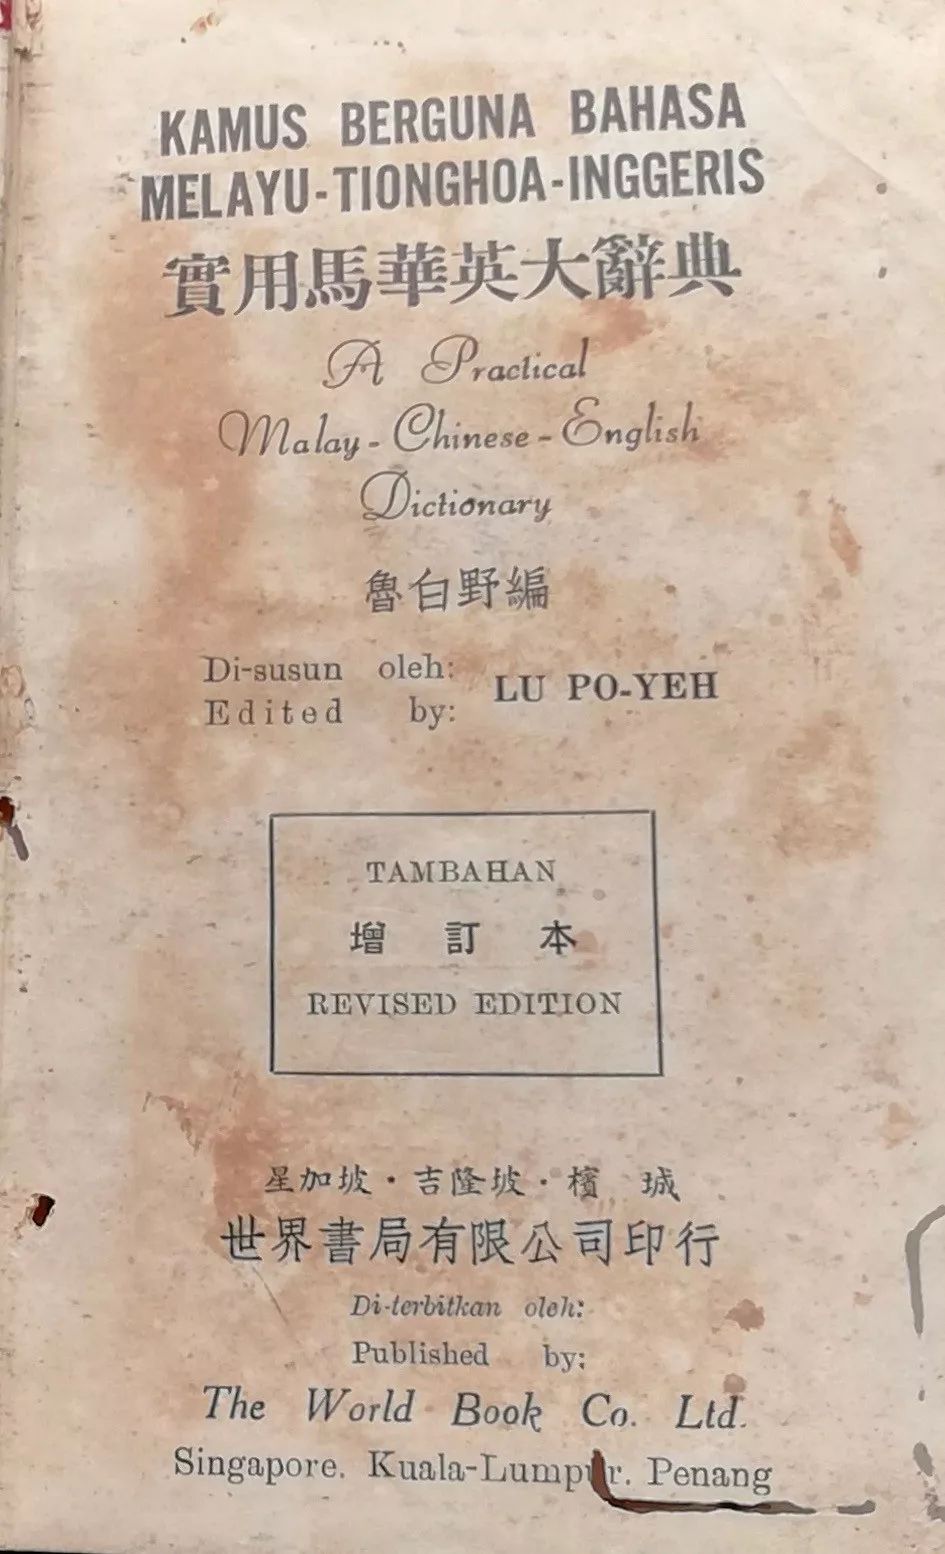 KAMUS BERGUNA BAHASA
MELAYU-TIONGHOA-INGGERIS
實用馬華英大辭典
A Practical
Malay-Chinese-English
Dictionary
魯白野編
Di-susun oleh:
Edited by:
LU PO-YEH
TAMBAHAN
增訂本
REVISED EDITION
星加坡·吉隆坡·檳城
世界書局有限公司印行
Di-terbitkan oleh:
Published by:
The World Book Co. Ltd.
Singapore. Kuala-Lumpur. Penang